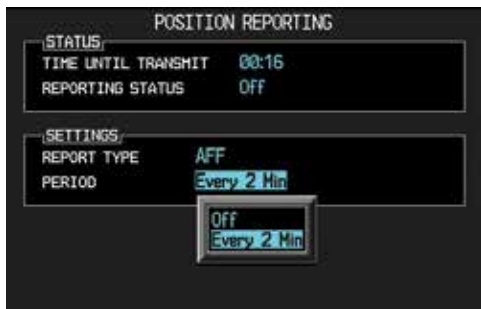 POSITION REPORTING
STATUS
TIME UNTIL TRANSMIT 00:16
REPORTING STATUS Off
SETTINGS
REPORT TYPE AFF
PERIOD Every 2 Min
Off
Every 2 Min